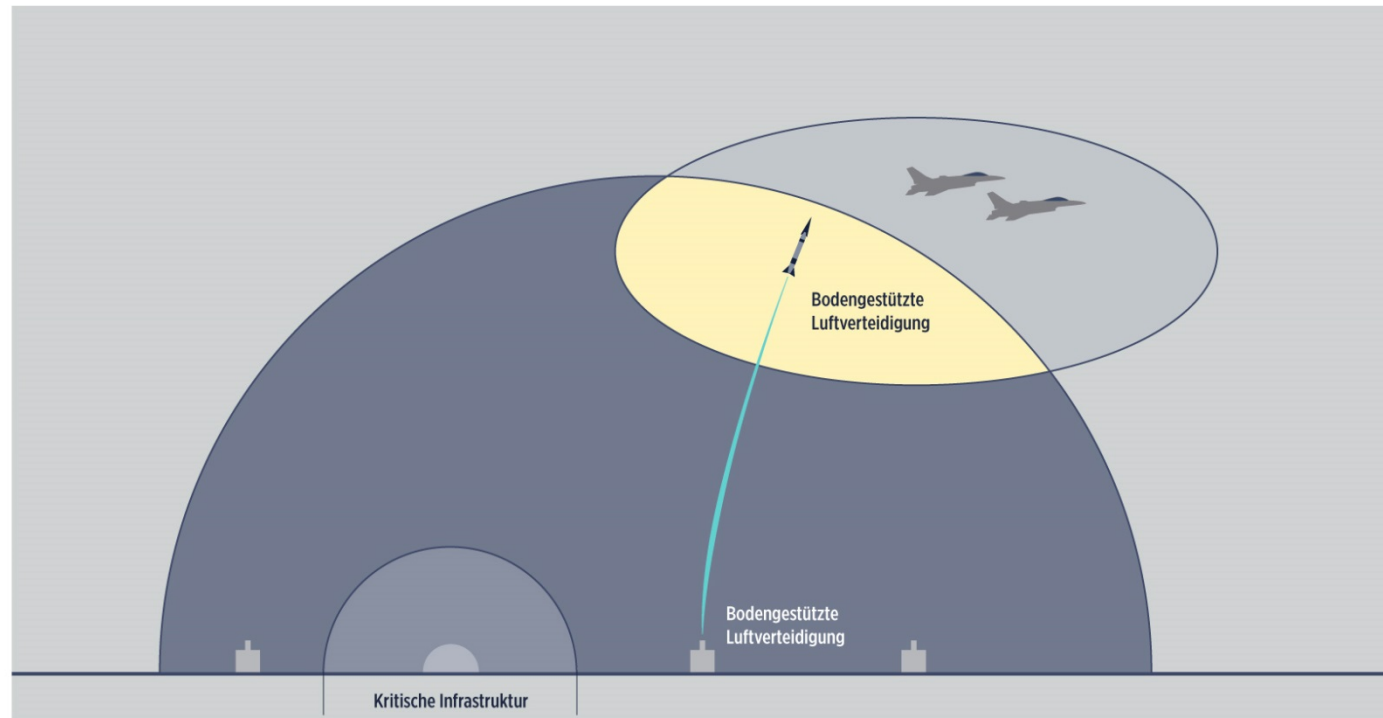 Bodengestützte
Luftverteidigung
Bodengestützte
Luftverteidigung
Kritische Infrastruktur